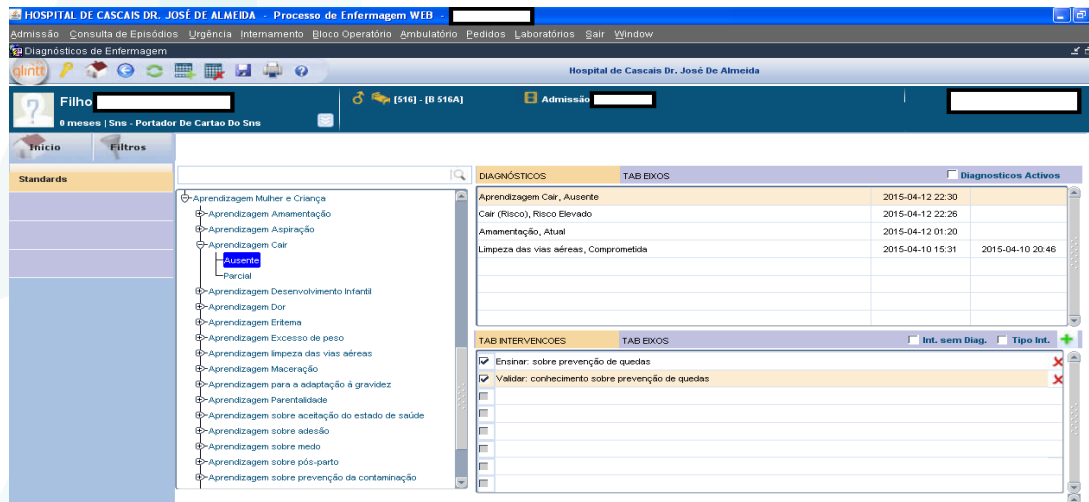 HOSPITAL DE CASCAIS DR. JOSÉ DE ALMEIDA - Processo de Enfermagem WEB -
Admissão Consulta de Episódios Urgência Internamento Bloco Operatório Ambulatório Pedidos Laboratórios Sair Window
Diagnósticos de Enfermagem
glintt
Hospital de Cascais Dr. José De Almeida
Filho
[516] - [B 516A]
Admissão
0 meses | Sns - Portador De Cartao Do Sns
Início Filtros
Standards
Aprendizagem Mulher e Criança
Aprendizagem Amamentação
Aprendizagem Aspiração
Aprendizagem Cair
Ausente
Parcial
Aprendizagem Desenvolvimento Infantil
Aprendizagem Dor
Aprendizagem Eritema
Aprendizagem Excesso de peso
Aprendizagem limpeza das vias aéreas
Aprendizagem Maceração
Aprendizagem para a adaptação á gravidez
Aprendizagem Parentalidade
Aprendizagem sobre aceitação do estado de saúde
Aprendizagem sobre adesão
Aprendizagem sobre medo
Aprendizagem sobre pós-parto
Aprendizagem sobre prevenção da contaminação
DIAGNÓSTICOS TAB EIXOS Diagnosticos Activos
Aprendizagem Cair, Ausente 2015-04-12 22:30
Cair (Risco), Risco Elevado 2015-04-12 22:26
Amamentação, Atual 2015-04-12 01:20
Limpeza das vias aéreas, Comprometida 2015-04-10 15:31 2015-04-10 20:46
TAB INTERVENCOES TAB EIXOS Int. sem Diag. Tipo Int.
Ensinar: sobre prevenção de quedas
Validar: conhecimento sobre prevenção de quedas